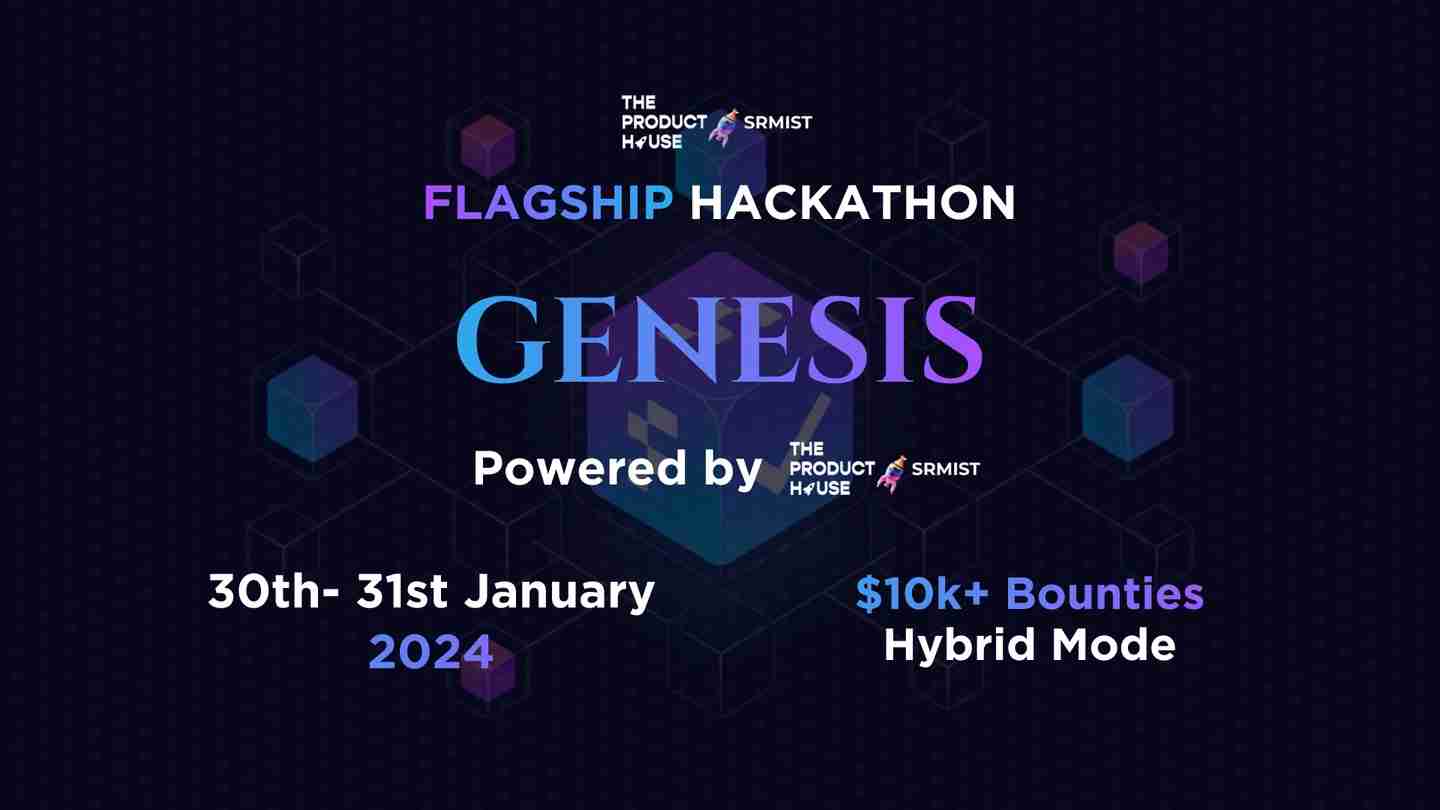 THE
PRODUCT
HOUSE
SRMIST
FLAGSHIP HACKATHON
GENESIS
Powered by
THE
PRODUCT
HOUSE
SRMIST
30th- 31st January
2024
$10k+ Bounties
Hybrid Mode